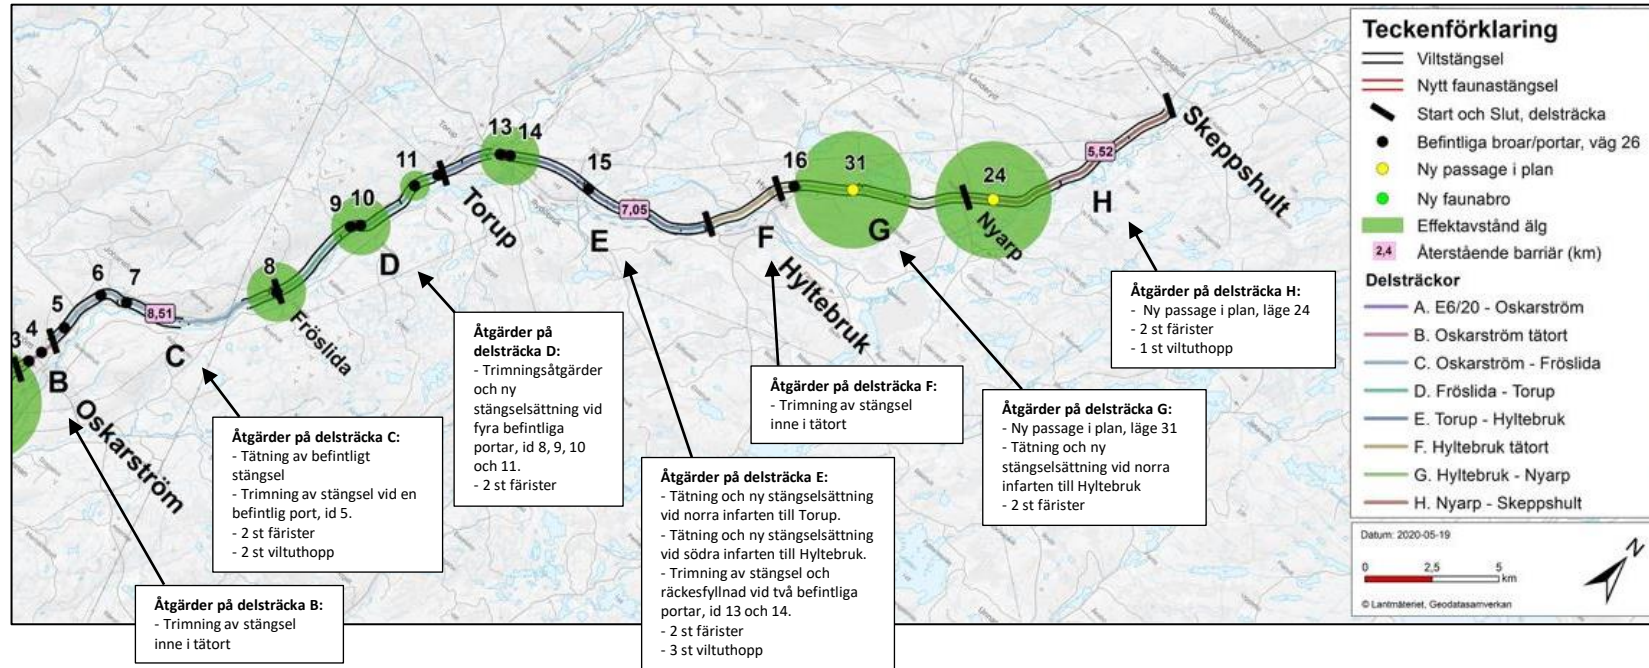 3
4
5
6
7
8,51
8
9
10
11
13
14
15
7,05
16
31
24
5,52
B
C
D
E
F
G
H
Oskarström
Fröslida
Torup
Hyltebruk
Nyarp
Skeppshult
Torup
Landeryd
Skeppshult
Smålandsstenar
Åtgärder på delsträcka B:
- Trimning av stängsel
inne i tätort
Åtgärder på delsträcka C:
- Tätning av befintligt
stängsel
- Trimning av stängsel vid en
befintlig port, id 5.
- 2 st färister
- 2 st viltuthopp
Åtgärder på
delsträcka D:
- Trimningsåtgärder
och ny
stängselsättning vid
fyra befintliga
portar, id 8, 9, 10
och 11.
- 2 st färister
Åtgärder på delsträcka E:
- Tätning och ny stängselsättning
vid norra infarten till Torup.
- Tätning och ny stängselsättning
vid södra infarten till Hyltebruk.
- Trimning av stängsel och
räckesfyllnad vid två befintliga
portar, id 13 och 14.
- 2 st färister
- 3 st viltuthopp
Åtgärder på delsträcka F:
- Trimning av stängsel
inne i tätort
Åtgärder på delsträcka G:
- Ny passage i plan, läge 31
- Tätning och ny
stängselsättning vid norra
infarten till Hyltebruk
- 2 st färister
Åtgärder på delsträcka H:
- Ny passage i plan, läge 24
- 2 st färister
- 1 st viltuthopp
Teckenförklaring
Viltstängsel
Nytt faunastängsel
Start och Slut, delsträcka
Befintliga broar/portar, väg 26
Ny passage i plan
Ny faunabro
Effektavstånd älg
2,4 Återstående barriär (km)
Delsträckor
A. E6/20 - Oskarström
B. Oskarström tätort
C. Oskarström - Fröslida
D. Fröslida - Torup
E. Torup - Hyltebruk
F. Hyltebruk tätort
G. Hyltebruk - Nyarp
H. Nyarp - Skeppshult
Datum: 2020-05-19
0 2,5 5
km
N
© Lantmäteriet, Geodatasamverkan